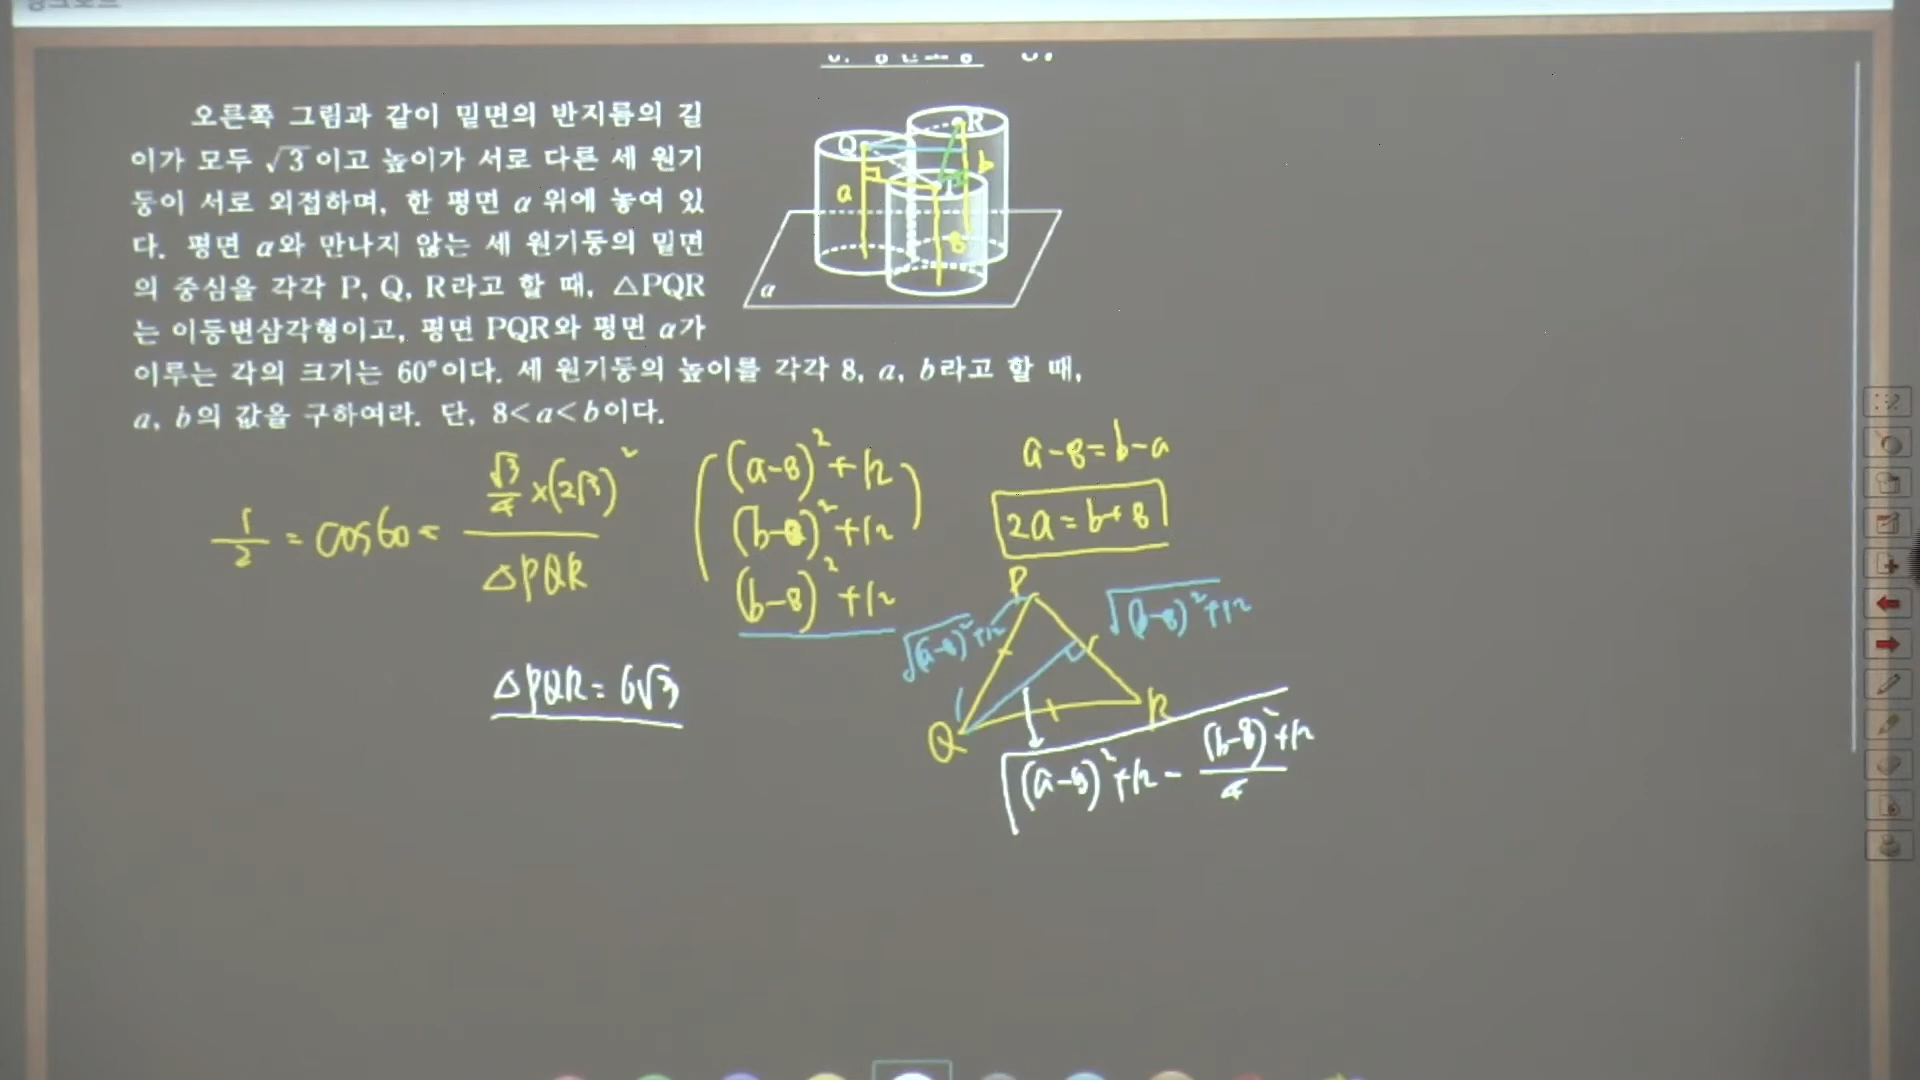 오른쪽 그림과 같이 밑면의 반지름의 길
이가 모두 √3이고 높이가 서로 다른 세 원기
둥이 서로 외접하며, 한 평면 α 위에 놓여 있
다. 평면 α와 만나지 않는 세 원기둥의 밑면
의 중심을 각각 P, Q, R라고 할 때, △PQR
는 이등변삼각형이고, 평면 PQR와 평면 α가
이루는 각의 크기는 60°이다. 세 원기둥의 높이를 각각 8, a, b라고 할 때,
a, b의 값을 구하여라. 단, 8<a<b이다.
Q
R
a
b
8
α
1/2 = cos60 = (√3/4 × (2√3)²)/△PQR
(a-8)²+12
(b-a)²+12
(b-8)²+12
a-8=b-a
2a=b+8
△PQR=6√3
P
√(a-8)²+12
√(b-8)²+12
Q
R
√(a-8)²+12 - ((b-8)²+12)/4